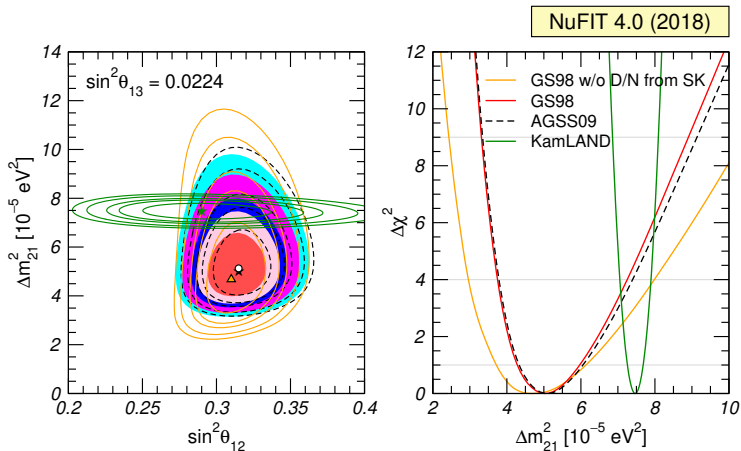 NuFIT 4.0 (2018)
sin²θ₁₃ = 0.0224
14
12
10
8
6
4
2
0
Δm²₂₁ [10⁻⁵ eV²]
0.2
0.25
0.3
0.35
0.4
sin²θ₁₂
GS98 w/o D/N from SK
GS98
AGSS09
KamLAND
12
10
8
6
4
2
0
Δχ²
2
4
6
8
10
Δm²₂₁ [10⁻⁵ eV²]